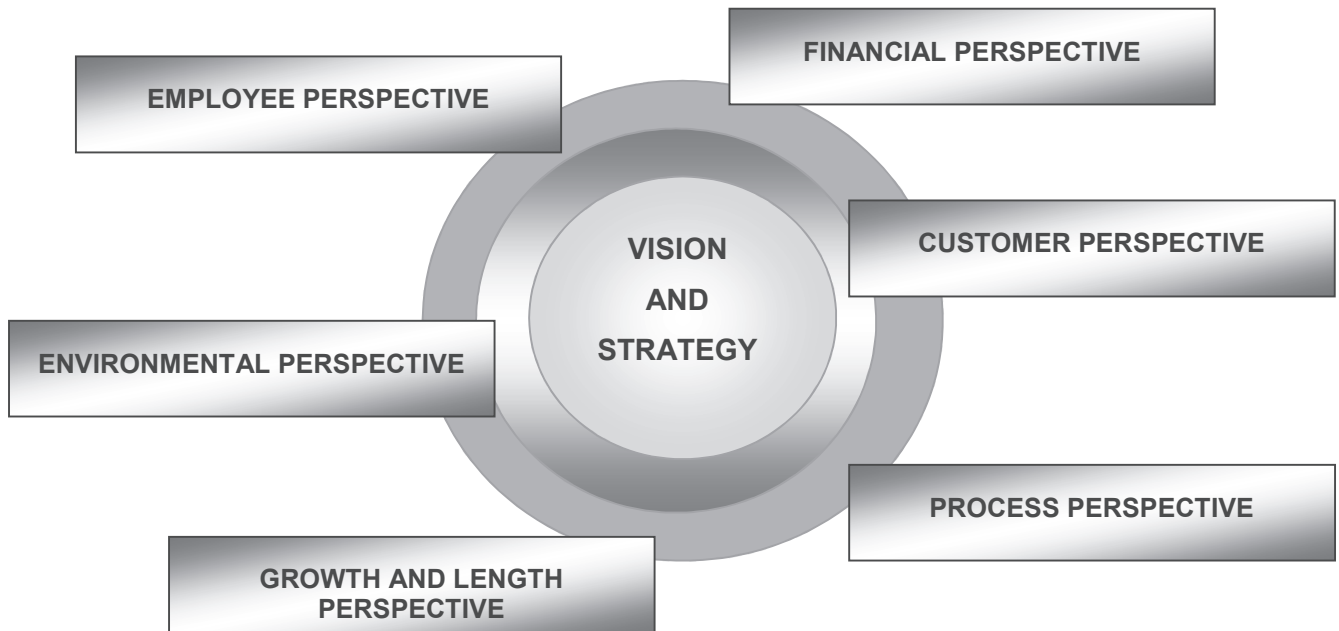 FINANCIAL PERSPECTIVE
EMPLOYEE PERSPECTIVE
CUSTOMER PERSPECTIVE
VISION
AND
STRATEGY
ENVIRONMENTAL PERSPECTIVE
PROCESS PERSPECTIVE
GROWTH AND LENGTH
PERSPECTIVE